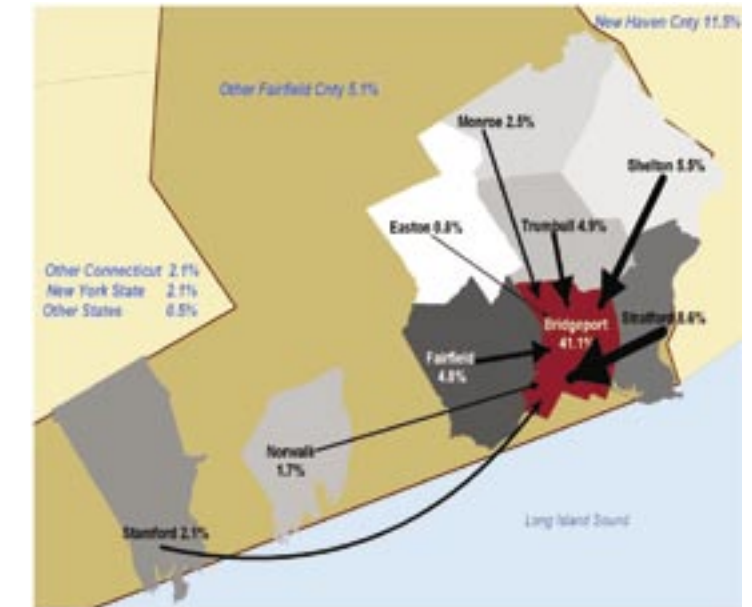 New Haven Cnty 11.5%
Other Fairfield Cnty 5.1%
Monroe 2.5%
Shelton 5.5%
Easton 0.8%
Trumbull 4.9%
Other Connecticut 2.1%
New York State 2.1%
Other States 0.5%
Bridgeport
41.1%
Stratford
Fairfield
4.8%
Norwalk
1.7%
Stamford 2.1%
Long Island Sound